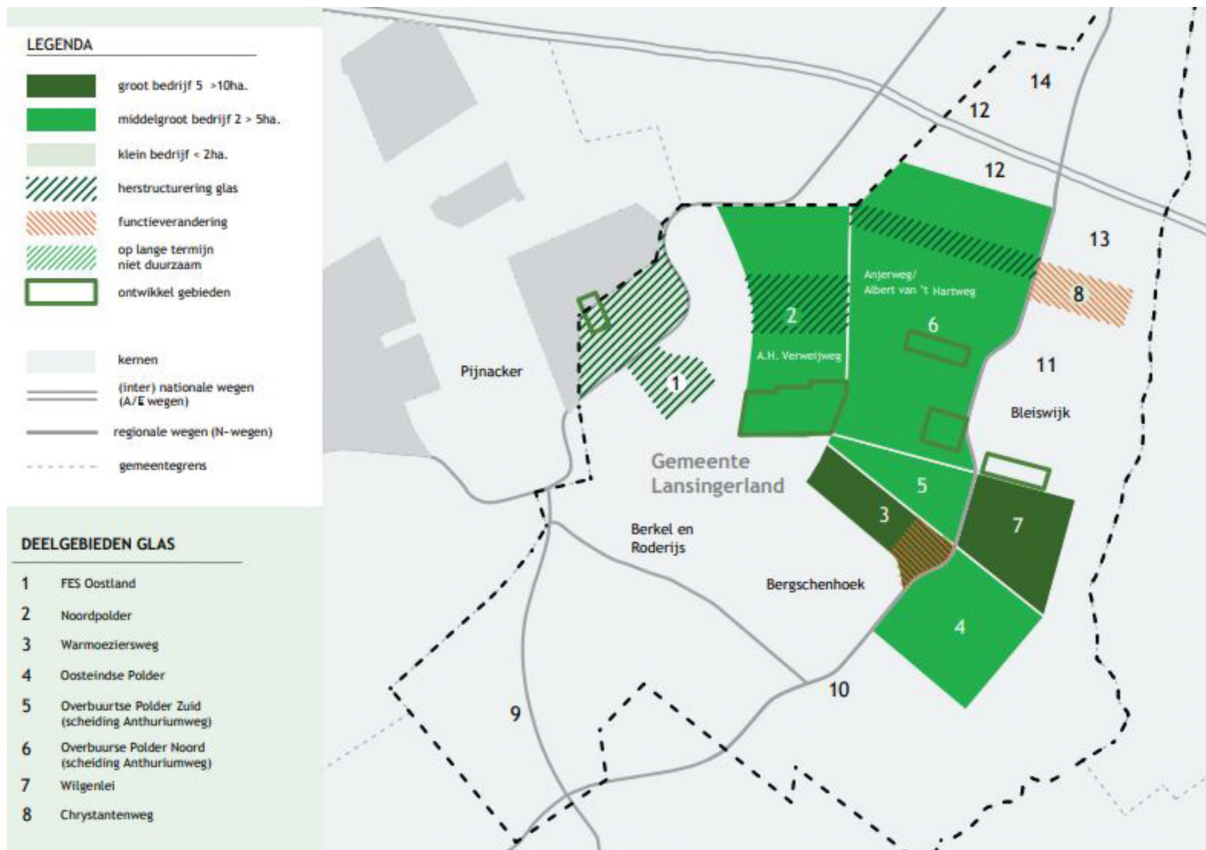 LEGENDA
groot bedrijf 5 >10ha.
middelgroot bedrijf 2 > 5ha.
klein bedrijf < 2ha.
herstructurering glas
functieverandering
op lange termijn
niet duurzaam
ontwikkel gebieden
kernen
(inter) nationale wegen
(A/E wegen)
regionale wegen (N-wegen)
gemeentegrens
DEELGEBIEDEN GLAS
1 FES Oostland
2 Noordpolder
3 Warmoeziersweg
4 Oosteindse Polder
5 Overbuurtse Polder Zuid
(scheiding Anthuriumweg)
6 Overbuurse Polder Noord
(scheiding Anthuriumweg)
7 Wilgenlei
8 Chrystantenweg
14
12
12
13
Anjerweg/
Albert van 't Hartweg
8
2
6
A.H. Verweijweg
11
Pijnacker
1
Bleiswijk
Gemeente
Lansingerland
5
3
7
Berkel en
Roderijs
Bergschenhoek
4
10
9